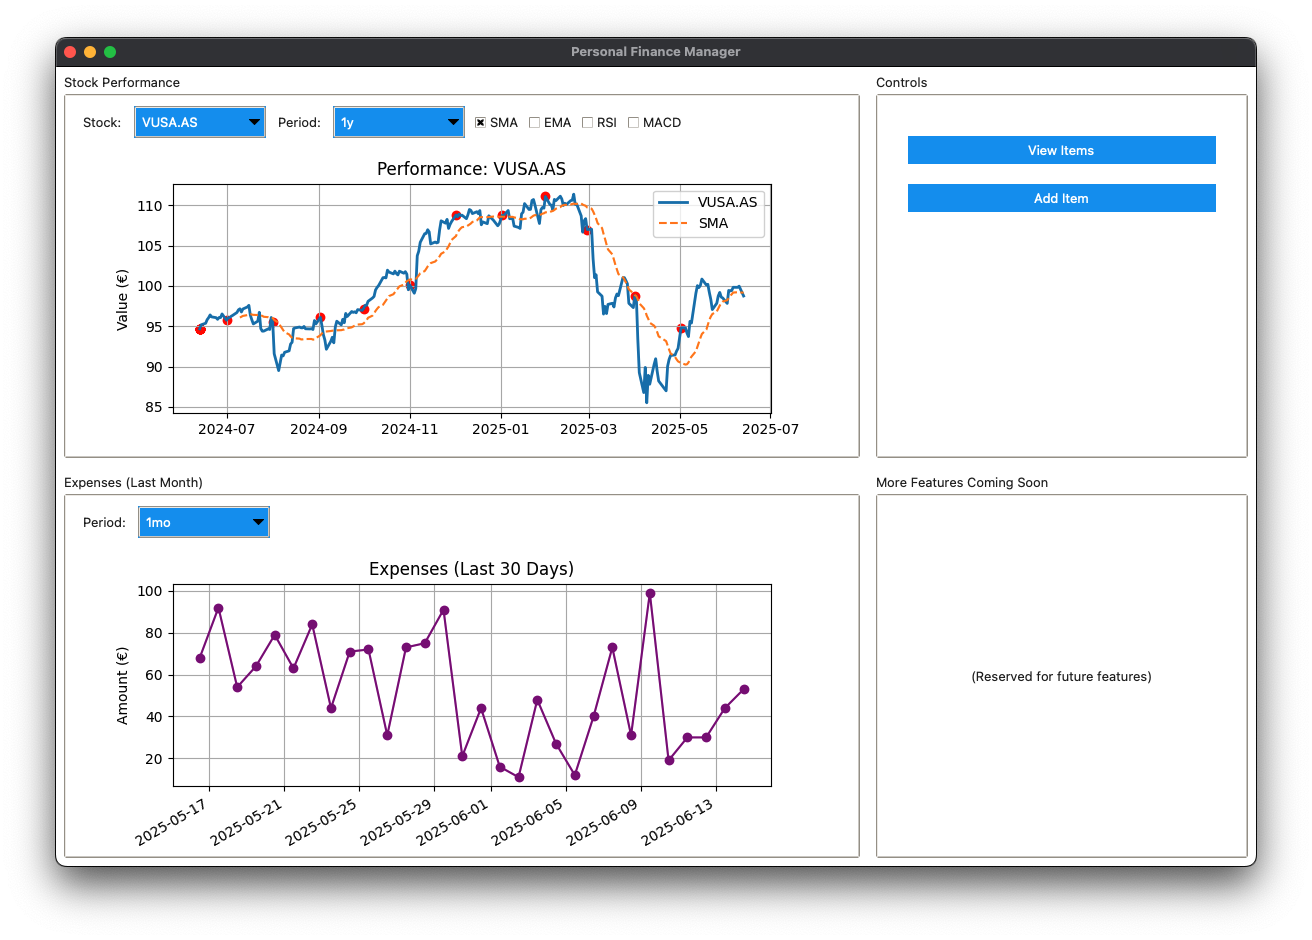 Personal Finance Manager
Stock Performance
Stock: VUSA.AS Period: 1y SMA EMA RSI MACD
Performance: VUSA.AS
VUSA.AS
SMA
Value (€)
110
105
100
95
90
85
2024-07 2024-09 2024-11 2025-01 2025-03 2025-05 2025-07
Controls
View Items
Add Item
Expenses (Last Month)
Period: 1mo
Expenses (Last 30 Days)
Amount (€)
100
80
60
40
20
2025-05-17 2025-05-21 2025-05-25 2025-05-29 2025-06-01 2025-06-05 2025-06-09 2025-06-13
More Features Coming Soon
(Reserved for future features)